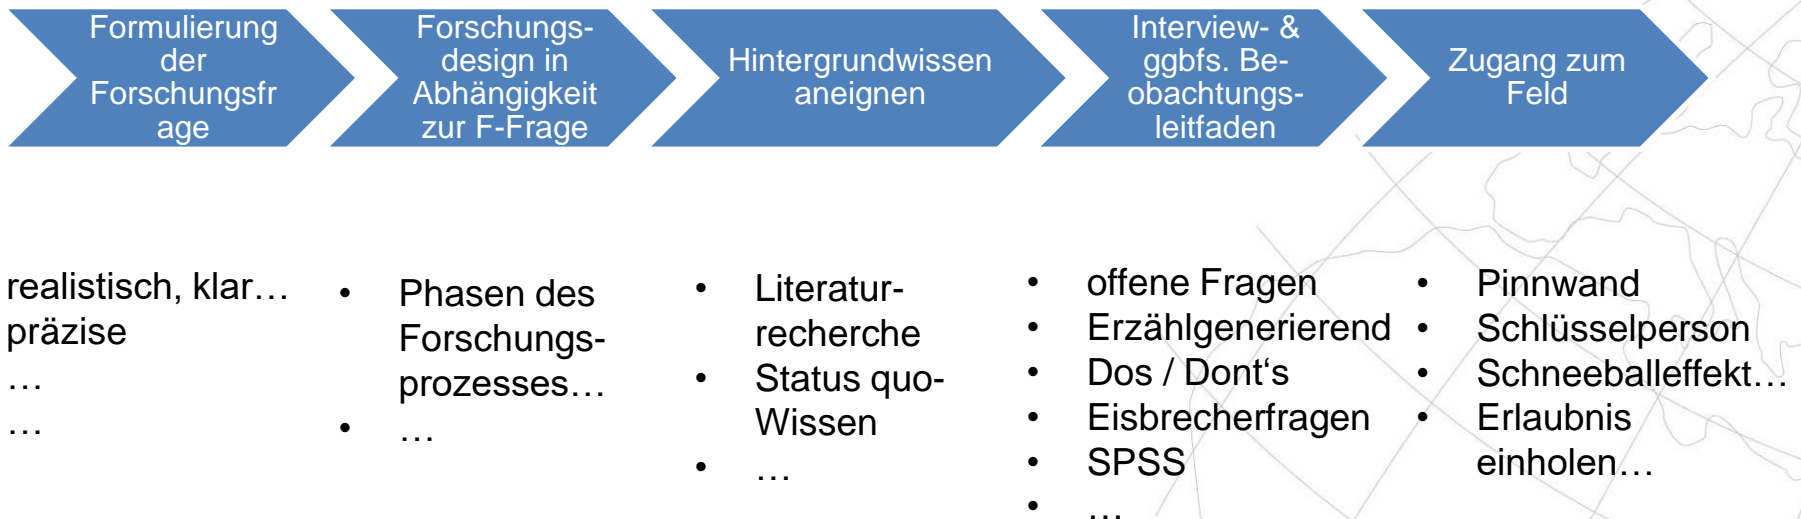 Formulierung
der
Forschungsfr
age
Forschungs-
design in
Abhängigkeit
zur F-Frage
Hintergrundwissen
aneignen
Interview- &
ggbfs. Be-
obachtungs-
leitfaden
Zugang zum
Feld
realistisch, klar…
präzise
…
…
• Phasen des
Forschungs-
prozesses…
• …
• Literatur-
recherche
• Status quo-
Wissen
• …
• offene Fragen
• Erzählgenerierend
• Dos / Dont‘s
• Eisbrecherfragen
• SPSS
• …
• Pinnwand
• Schlüsselperson
• Schneeballeffekt…
• Erlaubnis
einholen…